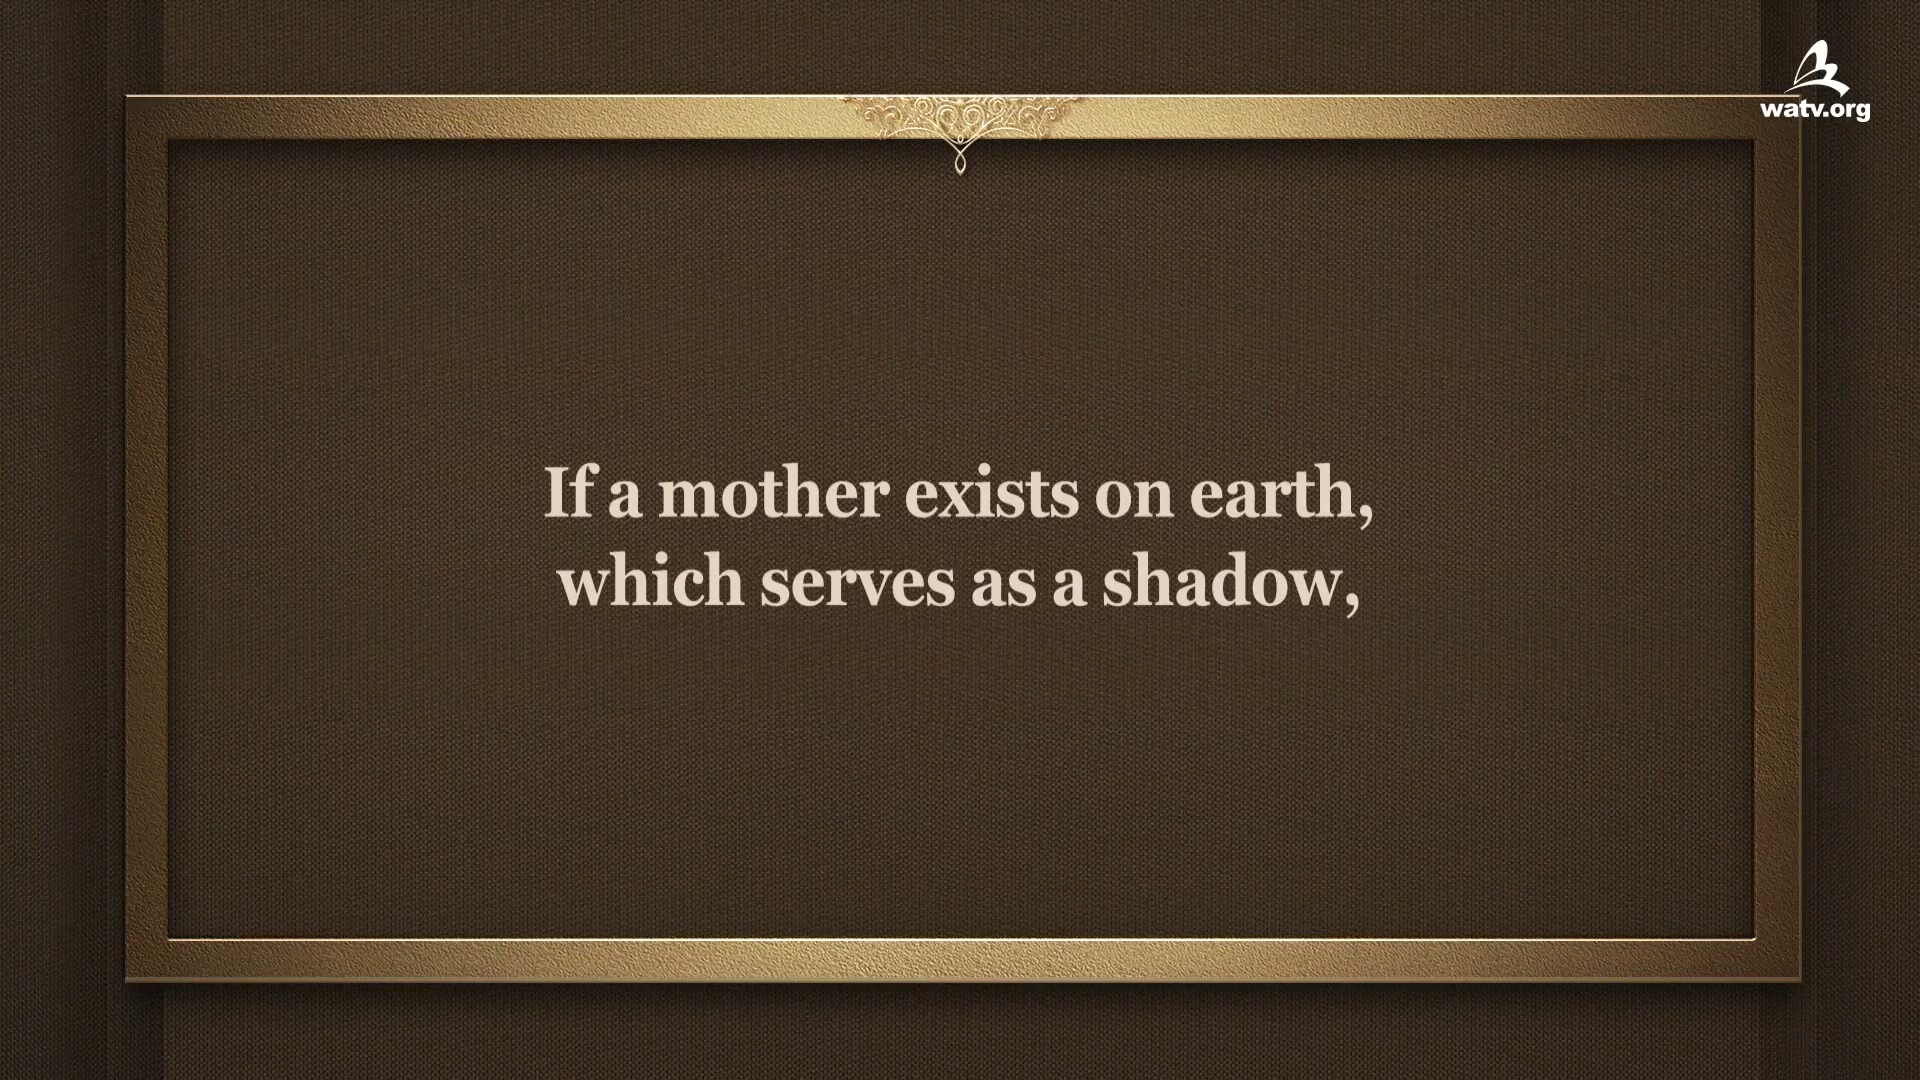 watv.org
If a mother exists on earth,
which serves as a shadow,